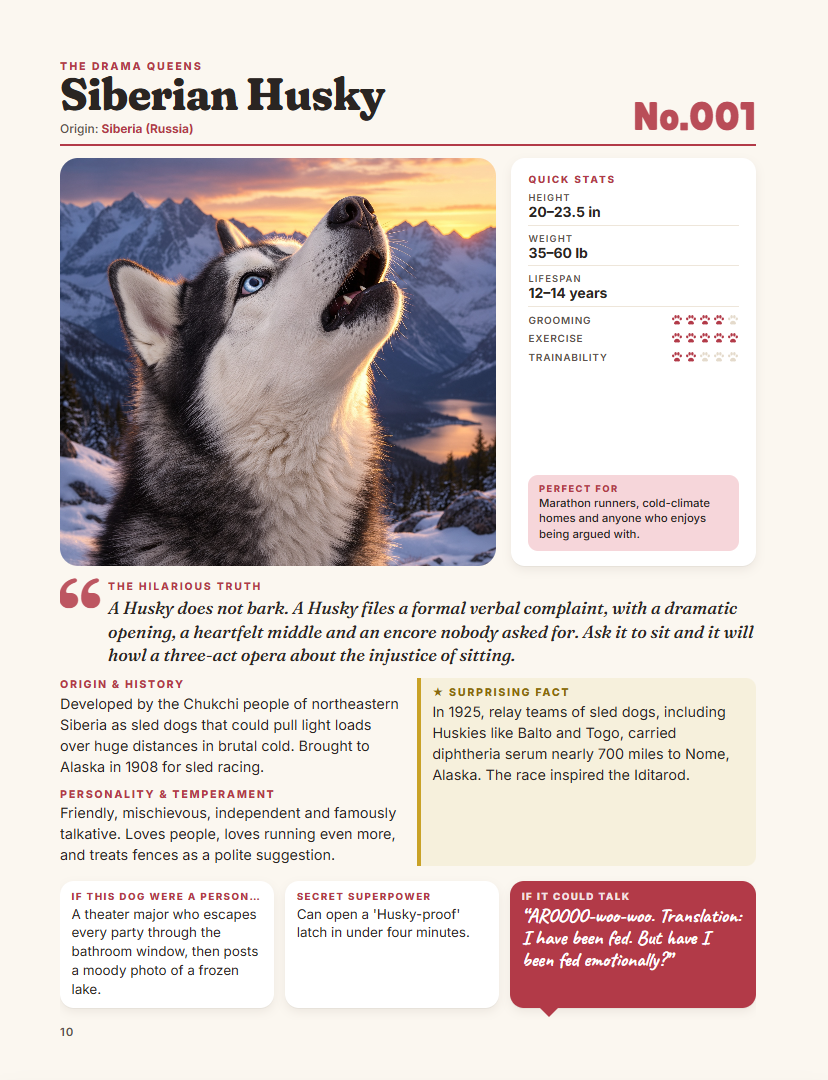 THE DRAMA QUEENS
Siberian Husky
Origin: Siberia (Russia)
No.001
QUICK STATS
HEIGHT
20–23.5 in
WEIGHT
35–60 lb
LIFESPAN
12–14 years
GROOMING
EXERCISE
TRAINABILITY
PERFECT FOR
Marathon runners, cold-climate
homes and anyone who enjoys
being argued with.
THE HILARIOUS TRUTH
A Husky does not bark. A Husky files a formal verbal complaint, with a dramatic
opening, a heartfelt middle and an encore nobody asked for. Ask it to sit and it will
howl a three-act opera about the injustice of sitting.
ORIGIN & HISTORY
Developed by the Chukchi people of northeastern
Siberia as sled dogs that could pull light loads
over huge distances in brutal cold. Brought to
Alaska in 1908 for sled racing.
PERSONALITY & TEMPERAMENT
Friendly, mischievous, independent and famously
talkative. Loves people, loves running even more,
and treats fences as a polite suggestion.
★ SURPRISING FACT
In 1925, relay teams of sled dogs, including
Huskies like Balto and Togo, carried
diphtheria serum nearly 700 miles to Nome,
Alaska. The race inspired the Iditarod.
IF THIS DOG WERE A PERSON…
A theater major who escapes
every party through the
bathroom window, then posts
a moody photo of a frozen
lake.
SECRET SUPERPOWER
Can open a 'Husky-proof'
latch in under four minutes.
IF IT COULD TALK
“AROOOO-woo-woo. Translation:
I have been fed. But have I
been fed emotionally?”
10